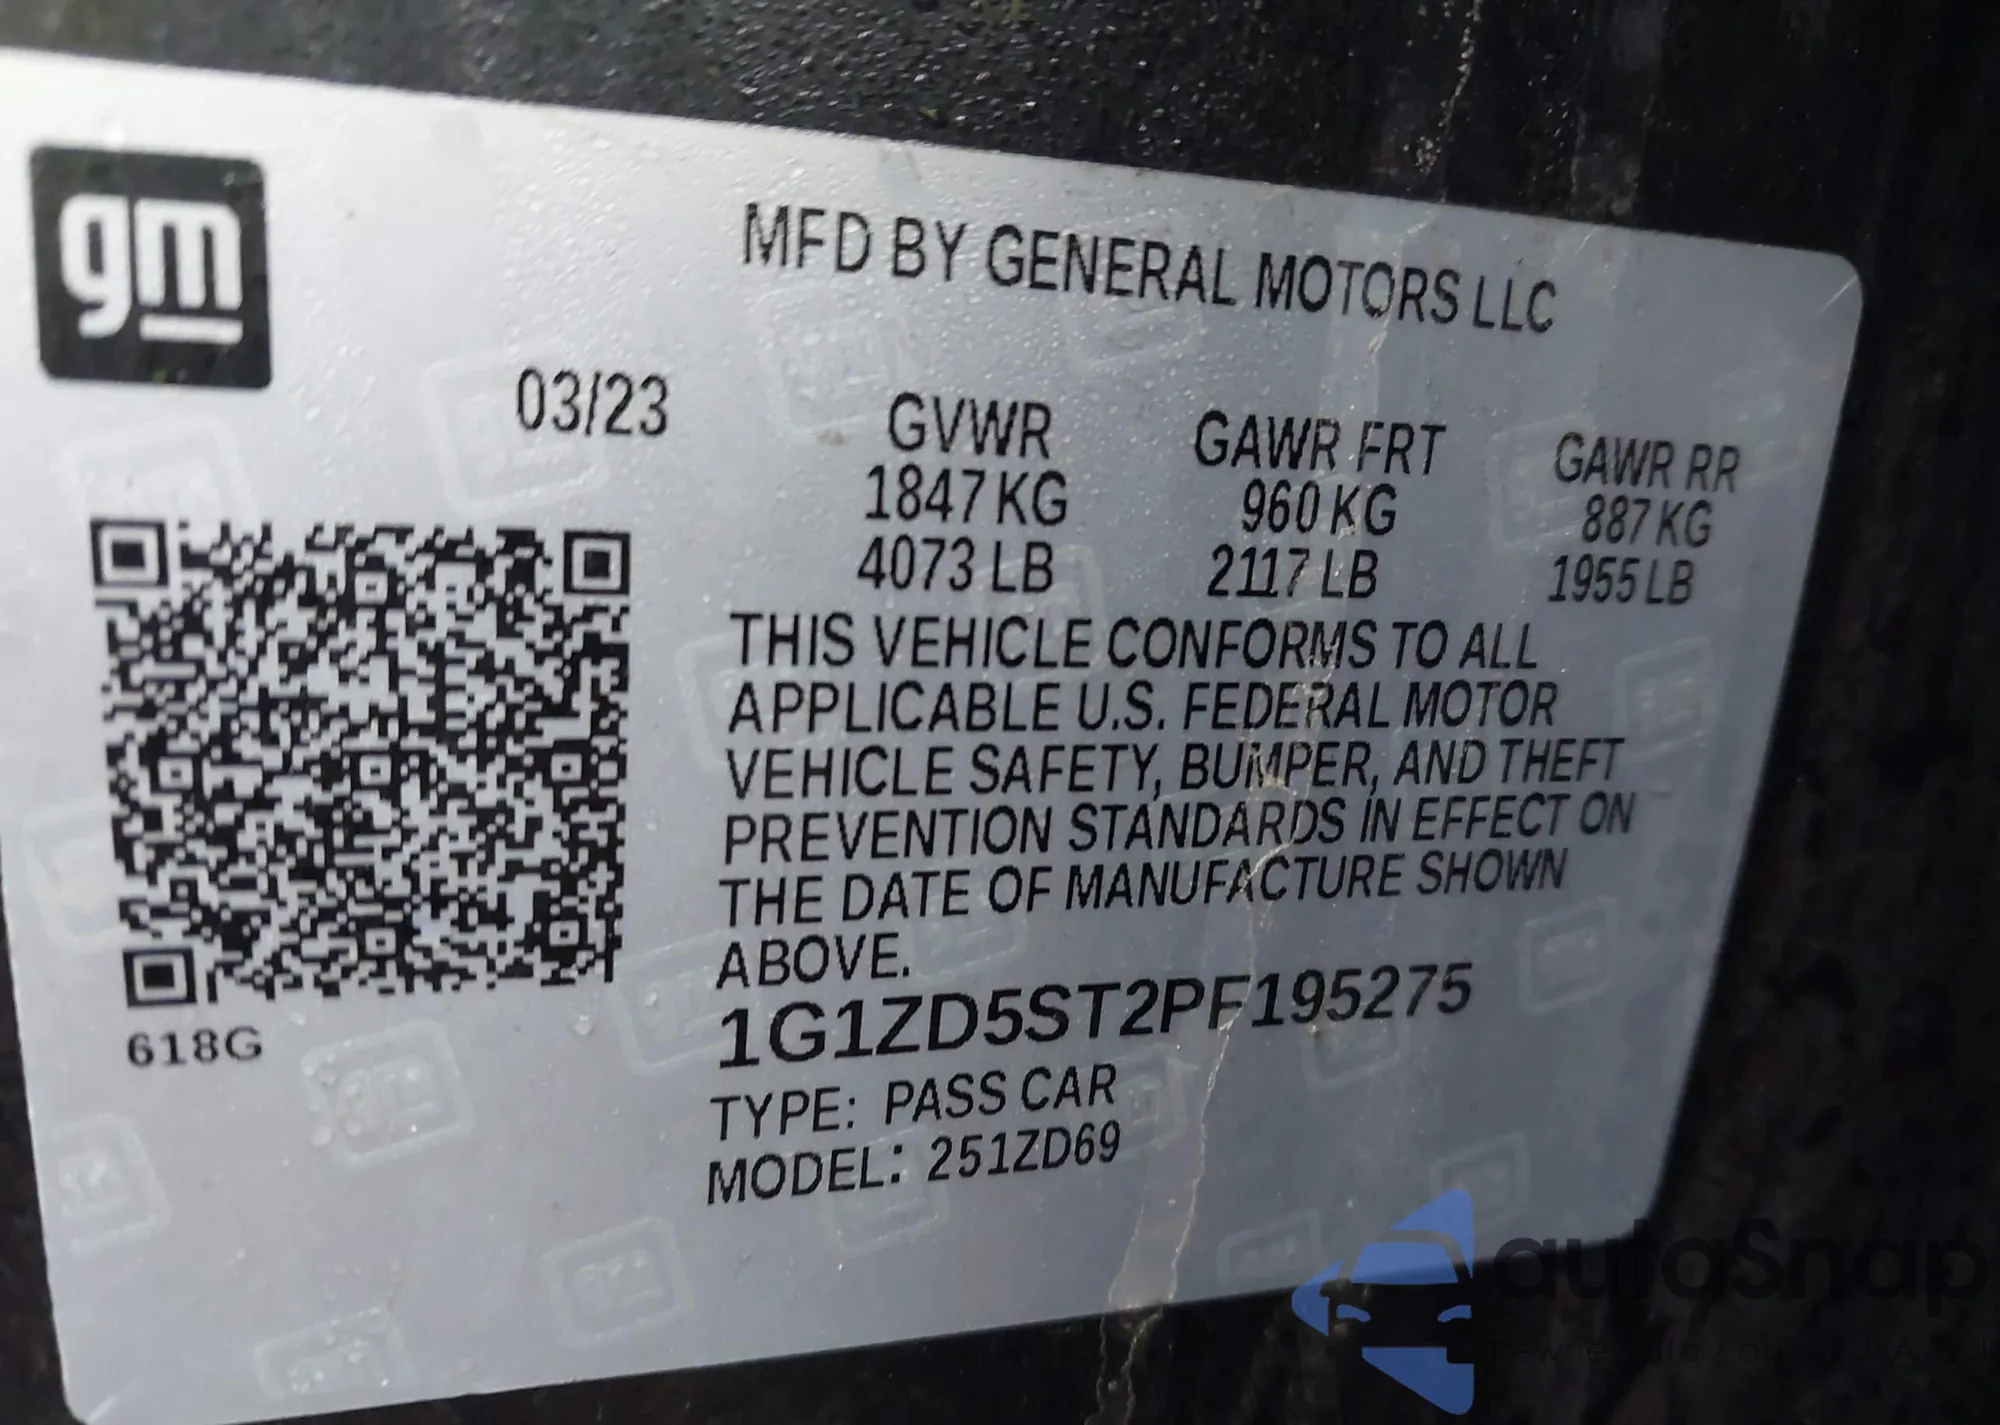 gm
MFD BY GENERAL MOTORS LLC
03/23
GVWR GAWR FRT GAWR RR
1847 KG 960 KG 887 KG
4073 LB 2117 LB 1955 LB
THIS VEHICLE CONFORMS TO ALL
APPLICABLE U.S. FEDERAL MOTOR
VEHICLE SAFETY, BUMPER, AND THEFT
PREVENTION STANDARDS IN EFFECT ON
THE DATE OF MANUFACTURE SHOWN
ABOVE.
1G1ZD5ST2PF195275
618G
TYPE: PASS CAR
MODEL: 251ZD69
autoSnap